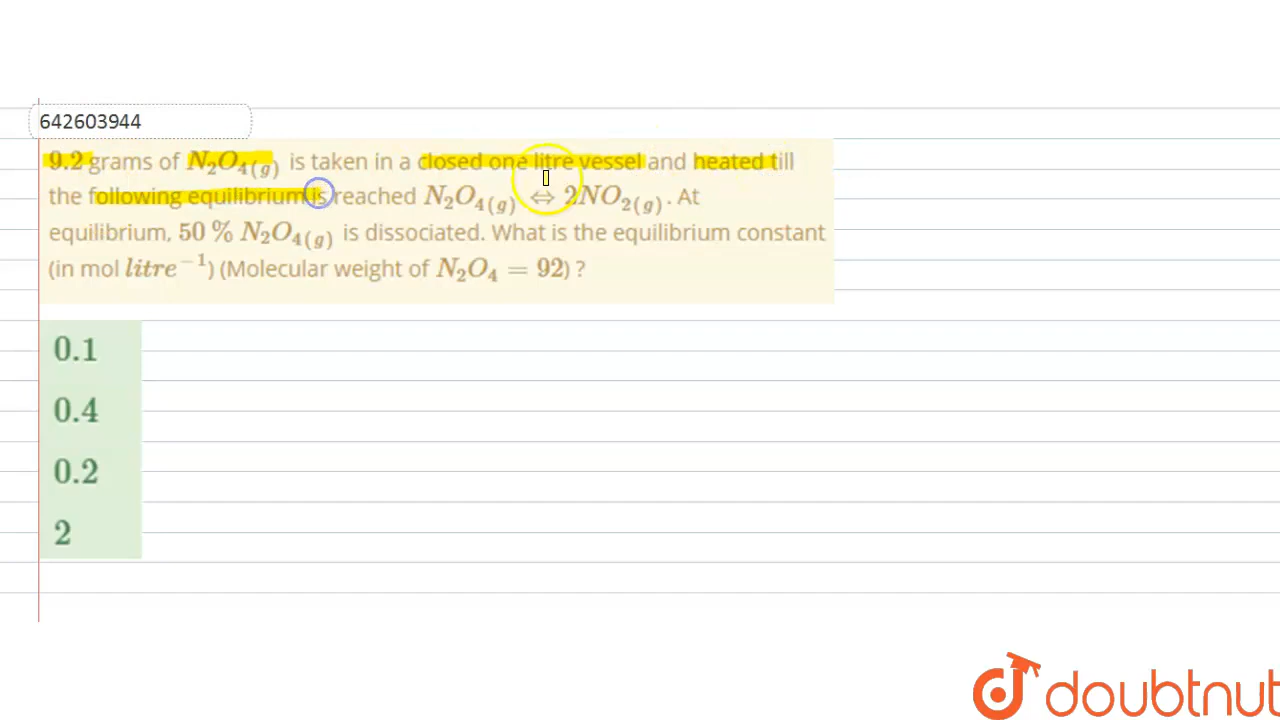 642603944
9.2 grams of N₂O₄₍g₎ is taken in a closed one litre vessel and heated till
the following equilibrium is reached N₂O₄₍g₎ ⇔ 2NO₂₍g₎. At
equilibrium, 50 % N₂O₄₍g₎ is dissociated. What is the equilibrium constant
(in mol litre⁻¹) (Molecular weight of N₂O₄ = 92) ?
0.1
0.4
0.2
2
doubtnut